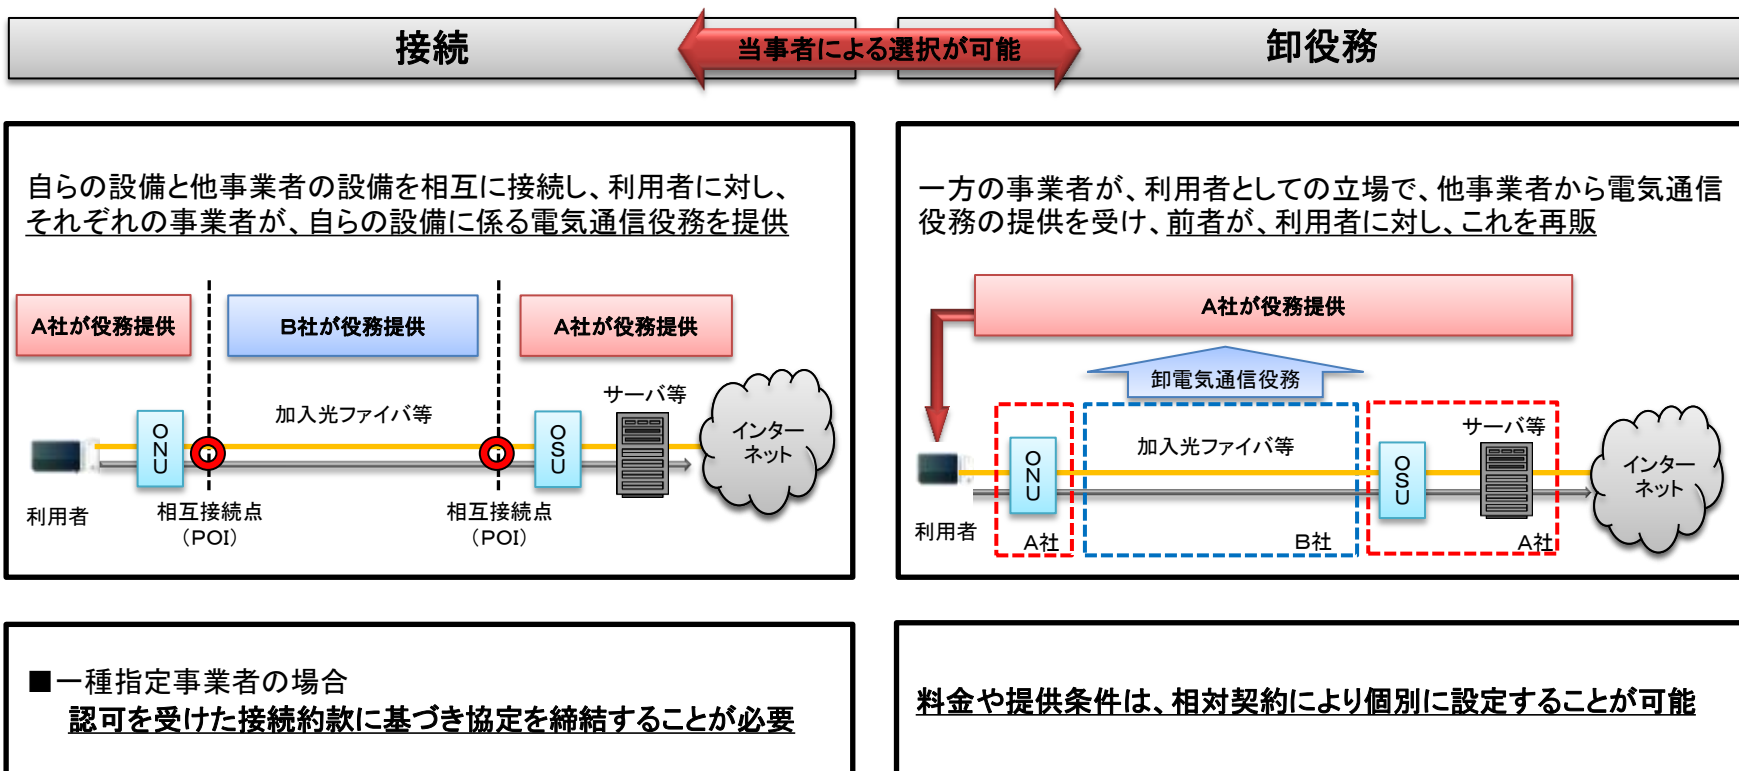 接続
当事者による選択が可能
卸役務
自らの設備と他事業者の設備を相互に接続し、利用者に対し、
それぞれの事業者が、自らの設備に係る電気通信役務を提供
A社が役務提供
B社が役務提供
A社が役務提供
サーバ等
加入光ファイバ等
ONU
OSU
インター
ネット
利用者
相互接続点
（POI）
相互接続点
（POI）
一方の事業者が、利用者としての立場で、他事業者から電気通信
役務の提供を受け、前者が、利用者に対し、これを再販
A社が役務提供
卸電気通信役務
サーバ等
加入光ファイバ等
ONU
OSU
インター
ネット
利用者
A社
B社
A社
■一種指定事業者の場合
認可を受けた接続約款に基づき協定を締結することが必要
料金や提供条件は、相対契約により個別に設定することが可能